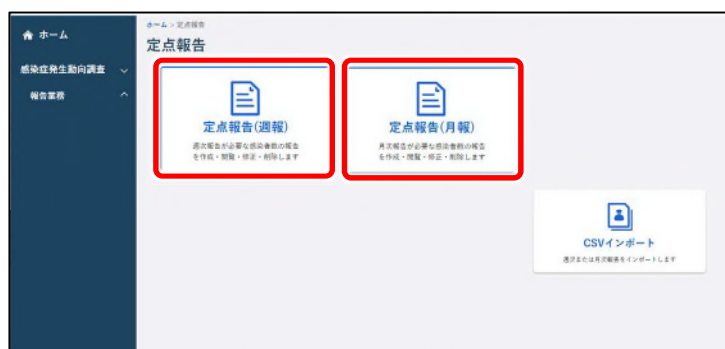 ホーム
感染症発生動向調査
報告業務
ホーム > 定点報告
定点報告
定点報告(週報)
週次報告が必要な感染者数の報告
を作成・閲覧・修正・削除します
定点報告(月報)
月次報告が必要な感染者数の報告
を作成・閲覧・修正・削除します
CSVインポート
週次または月次報告をインポートします